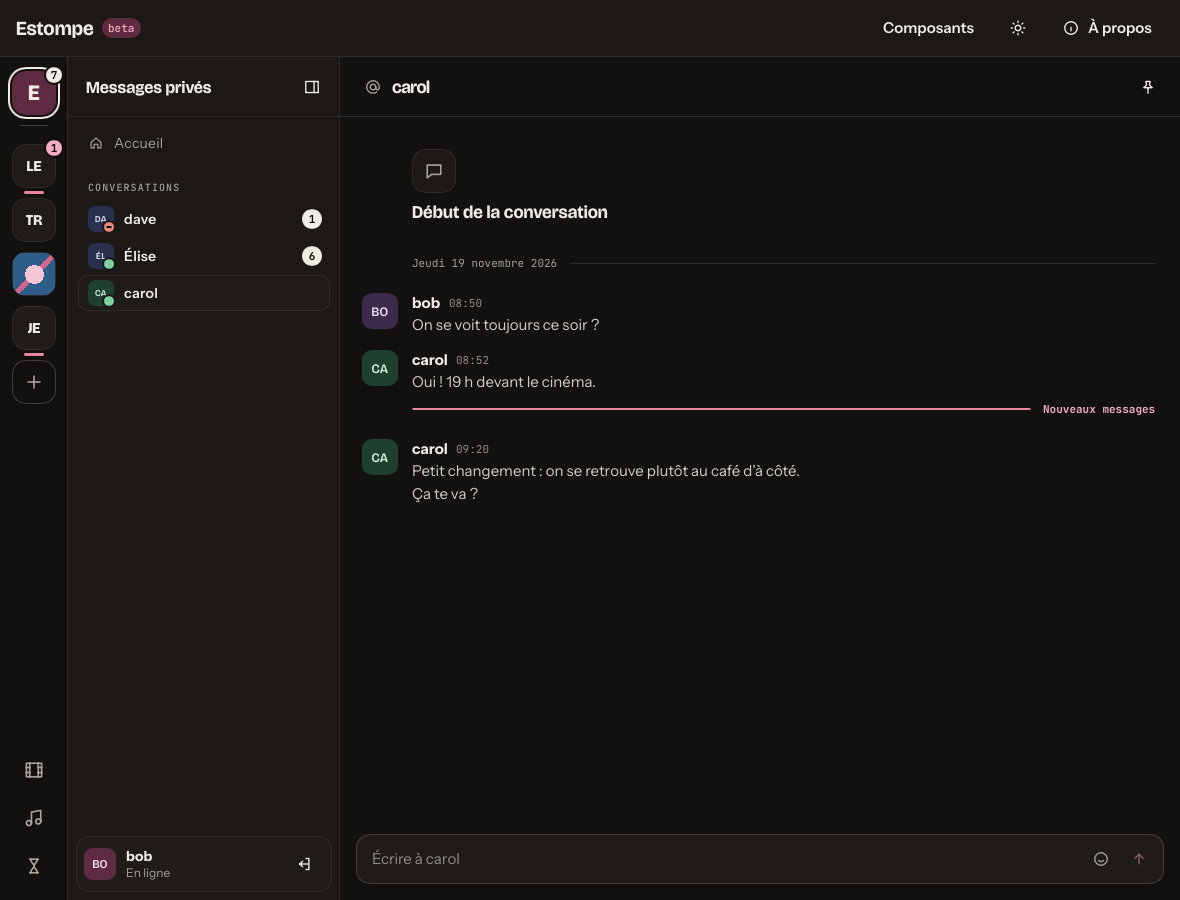 Estompe beta
Composants
À propos
E 7
LE 1
TR
JE
Messages privés
Accueil
CONVERSATIONS
DA dave 1
ÉL Élise 6
CA carol
BO bob
En ligne
carol
Début de la conversation
Jeudi 19 novembre 2026
BO bob 08:50
On se voit toujours ce soir ?
CA carol 08:52
Oui ! 19 h devant le cinéma.
Nouveaux messages
CA carol 09:20
Petit changement : on se retrouve plutôt au café d'à côté.
Ça te va ?
Écrire à carol